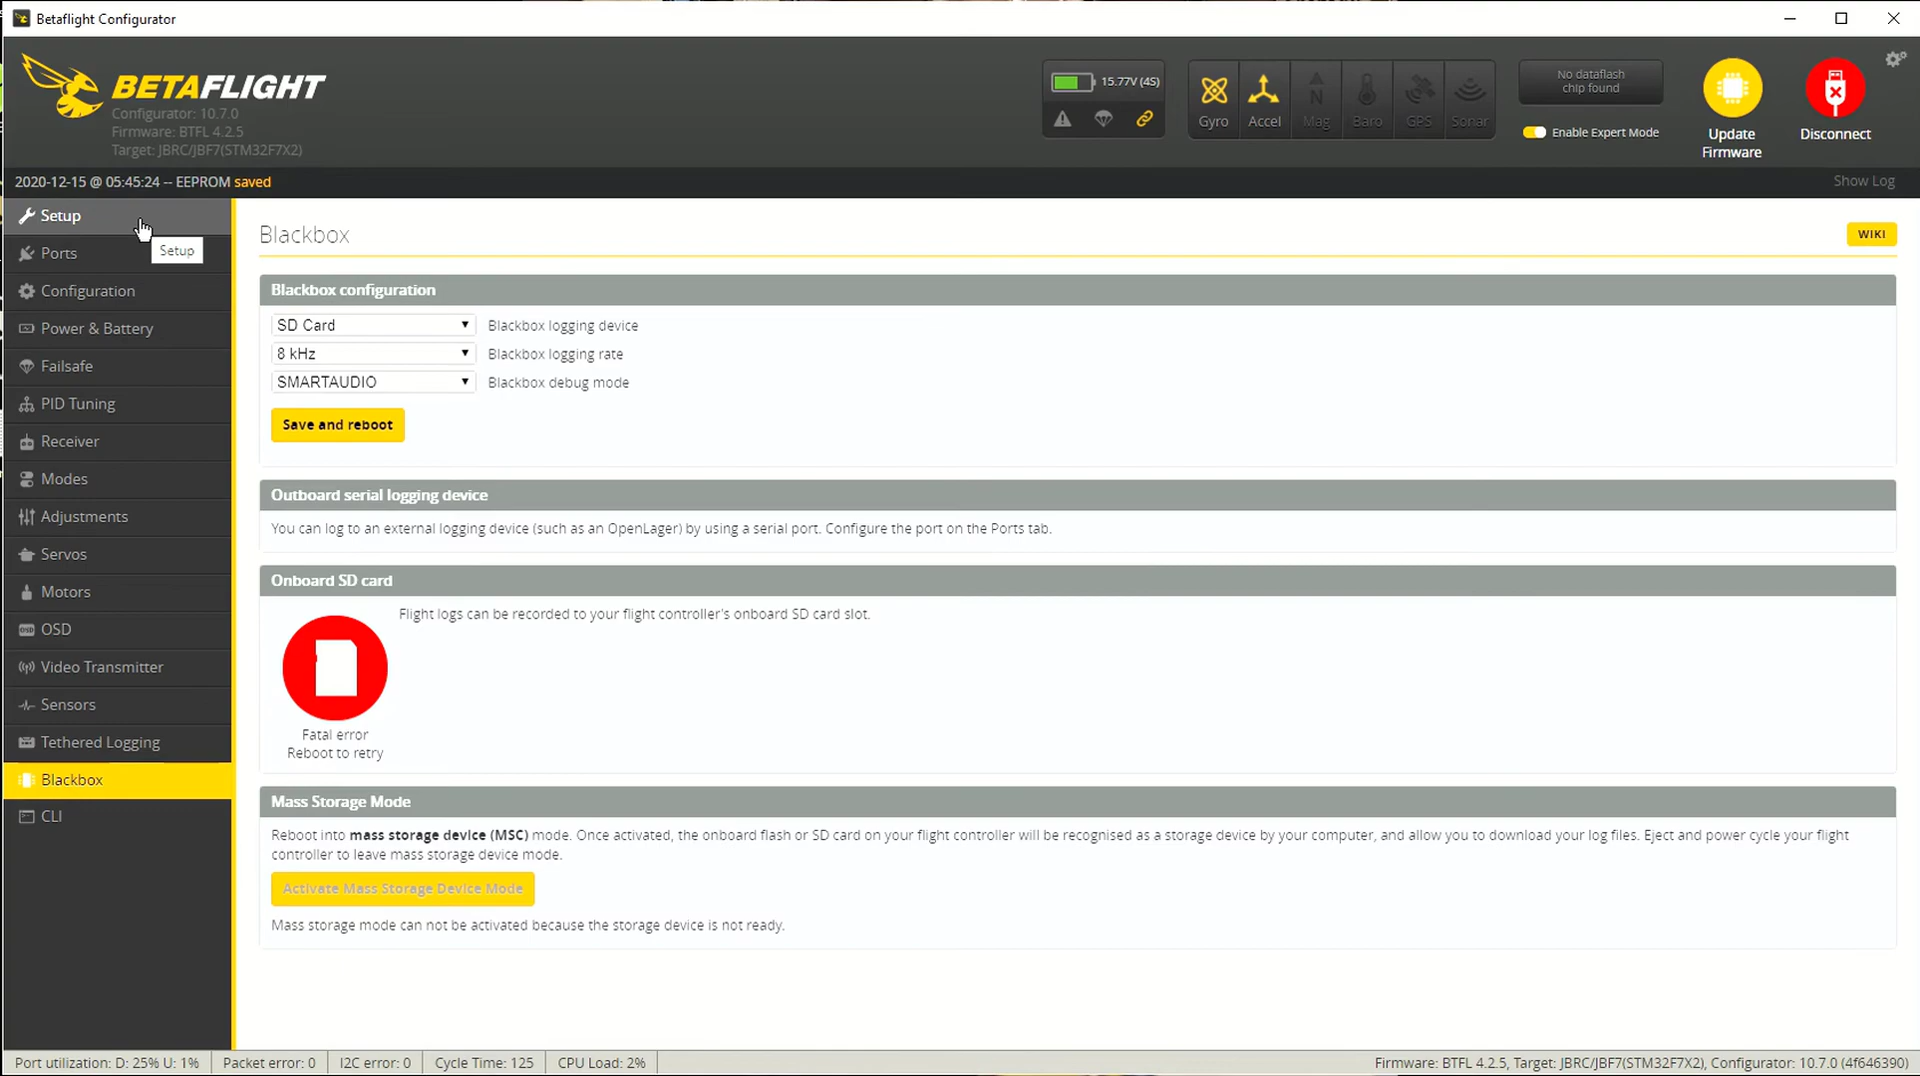 Betaflight Configurator
BETAFLIGHT
Configurator: 10.7.0
Firmware: BTFL 4.2.5
Target: JBRC/JBF7(STM32F7X2)
15.77V (4S)
Gyro
Accel
Mag
Baro
GPS
Sonar
No dataflash
chip found
Enable Expert Mode
Update
Firmware
Disconnect
2020-12-15 @ 05:45:24 -- EEPROM saved
Show Log
Setup
Setup
Ports
Configuration
Power & Battery
Failsafe
PID Tuning
Receiver
Modes
Adjustments
Servos
Motors
OSD
Video Transmitter
Sensors
Tethered Logging
Blackbox
CLI
Blackbox
WIKI
Blackbox configuration
SD Card Blackbox logging device
8 kHz Blackbox logging rate
SMARTAUDIO Blackbox debug mode
Save and reboot
Outboard serial logging device
You can log to an external logging device (such as an OpenLager) by using a serial port. Configure the port on the Ports tab.
Onboard SD card
Flight logs can be recorded to your flight controller's onboard SD card slot.
Fatal error
Reboot to retry
Mass Storage Mode
Reboot into mass storage device (MSC) mode. Once activated, the onboard flash or SD card on your flight controller will be recognised as a storage device by your computer, and allow you to download your log files. Eject and power cycle your flight
controller to leave mass storage device mode.
Activate Mass Storage Device Mode
Mass storage mode can not be activated because the storage device is not ready.
Port utilization: D: 25% U: 1%
Packet error: 0
I2C error: 0
Cycle Time: 125
CPU Load: 2%
Firmware: BTFL 4.2.5, Target: JBRC/JBF7(STM32F7X2), Configurator: 10.7.0 (4f646390)